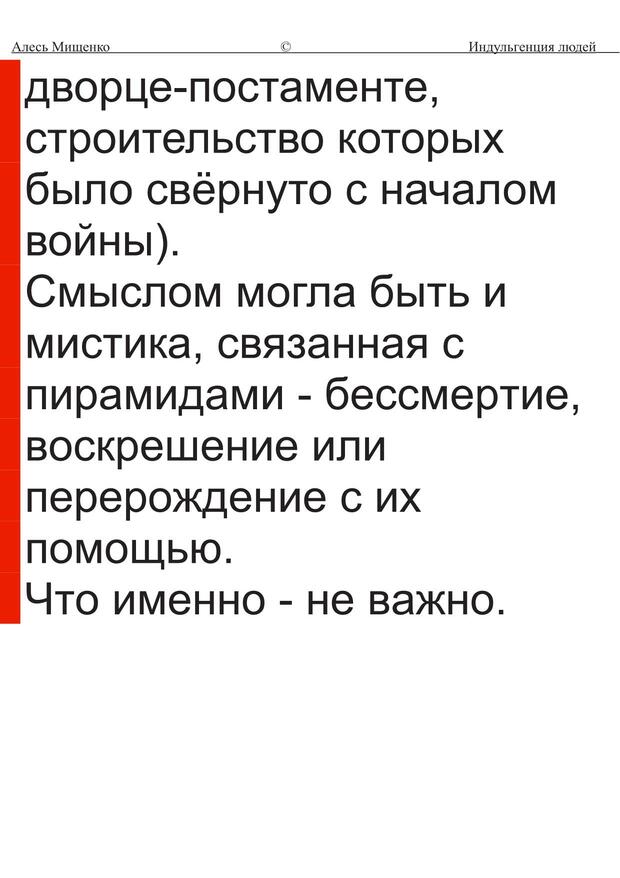 Алесь Мищенко © Индульгенция людей
дворце-постаменте,
строительство которых
было свёрнуто с началом
войны).
Смыслом могла быть и
мистика, связанная с
пирамидами - бессмертие,
воскрешение или
перерождение с их
помощью.
Что именно - не важно.